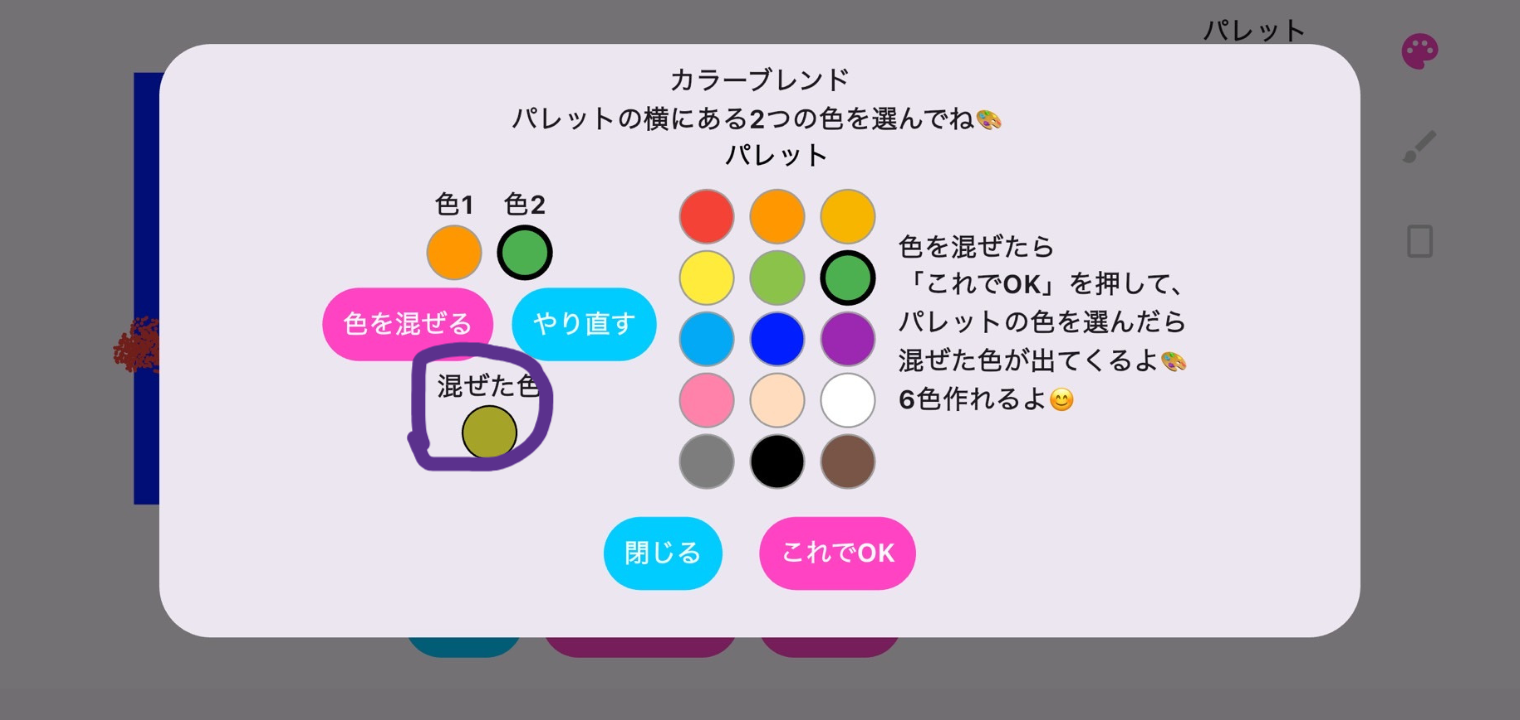 パレット
カラーブレンド
パレットの横にある2つの色を選んでね🎨
パレット
色1 色2
色を混ぜる やり直す
混ぜた色
色を混ぜたら
「これでOK」を押して、
パレットの色を選んだら
混ぜた色が出てくるよ🎨
6色作れるよ😊
閉じる これでOK